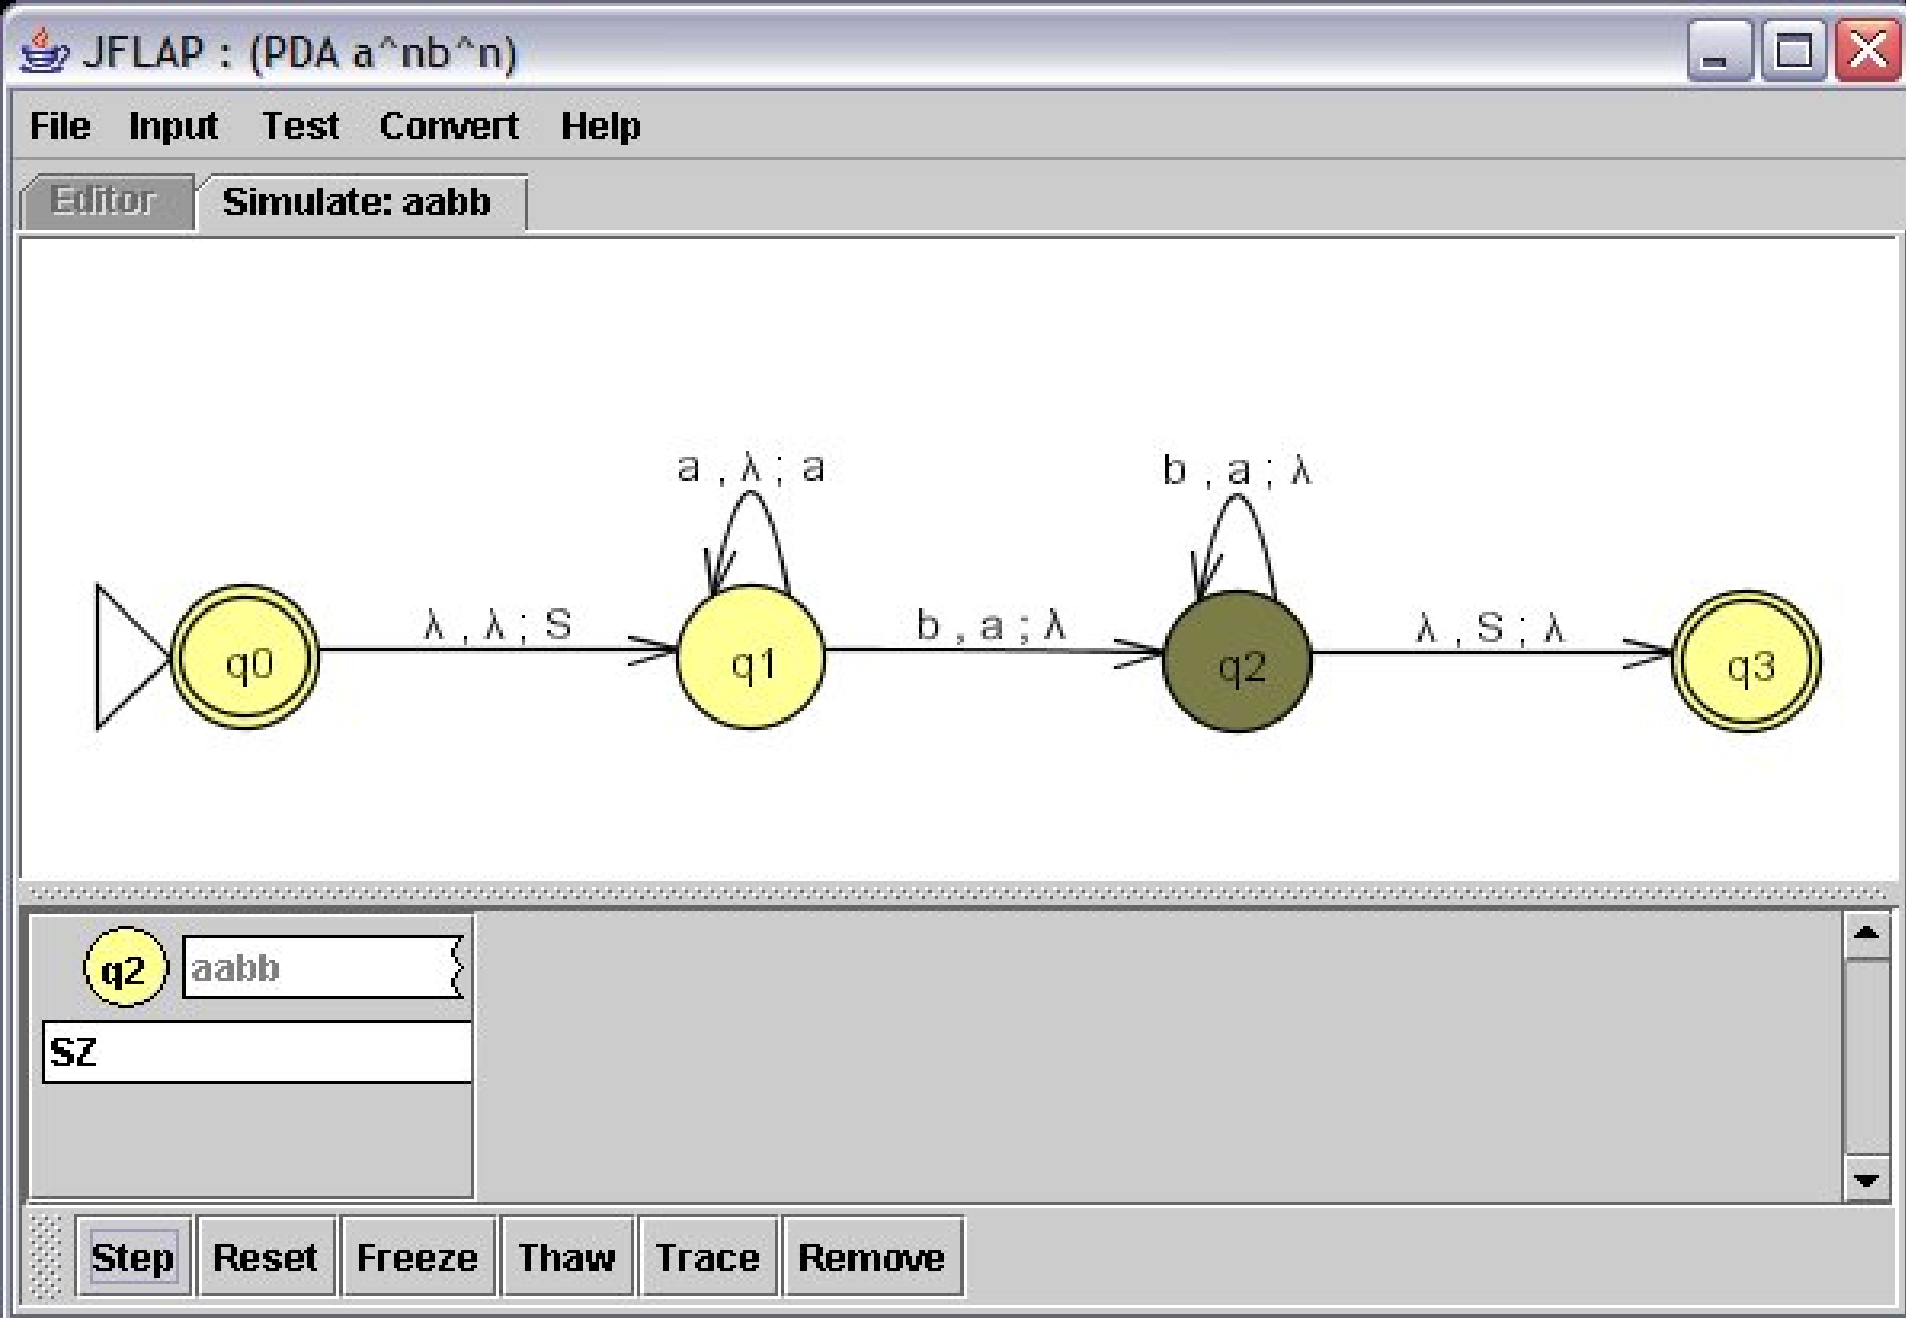 JFLAP : (PDA a^nb^n)
File Input Test Convert Help
Editor Simulate: aabb
a , λ ; a
b , a ; λ
λ , λ ; S
b , a ; λ
λ , S ; λ
q0
q1
q2
q3
q2 aabb
SZ
Step Reset Freeze Thaw Trace Remove